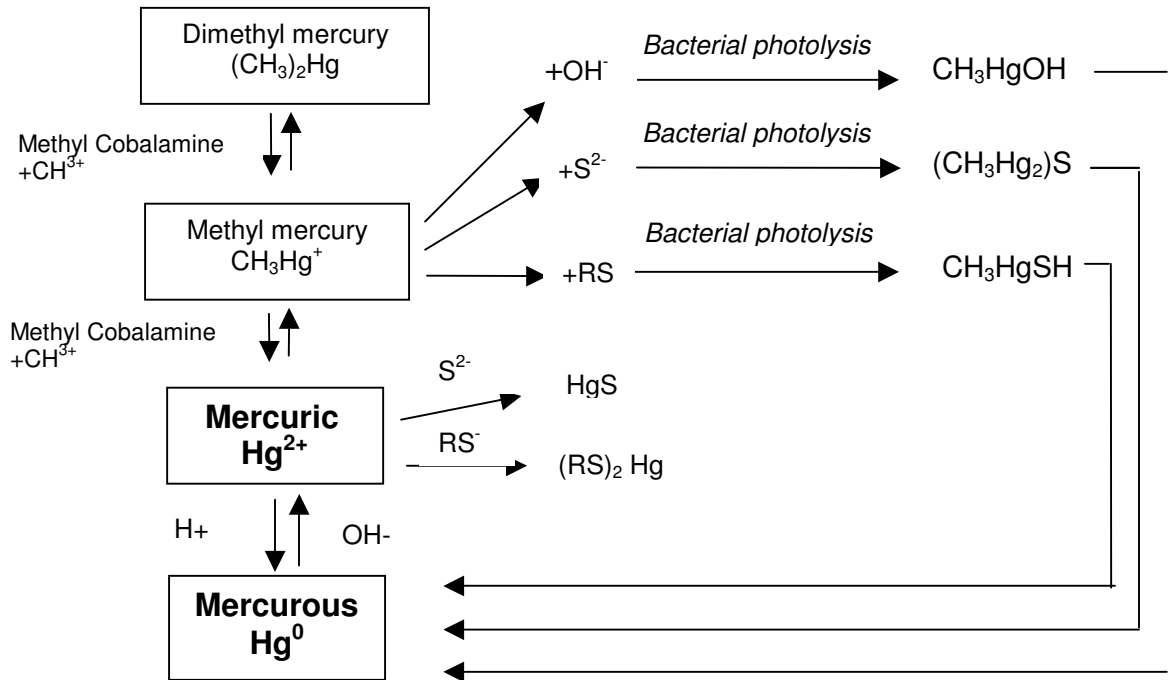 Dimethyl mercury
(CH₃)₂Hg
Methyl Cobalamine
+CH³⁺
Methyl mercury
CH₃Hg⁺
Methyl Cobalamine
+CH³⁺
Mercuric
Hg²⁺
H+
OH-
Mercurous
Hg⁰
+OH⁻
Bacterial photolysis
CH₃HgOH
+S²⁻
Bacterial photolysis
(CH₃Hg₂)S
+RS
Bacterial photolysis
CH₃HgSH
S²⁻
HgS
RS⁻
(RS)₂ Hg